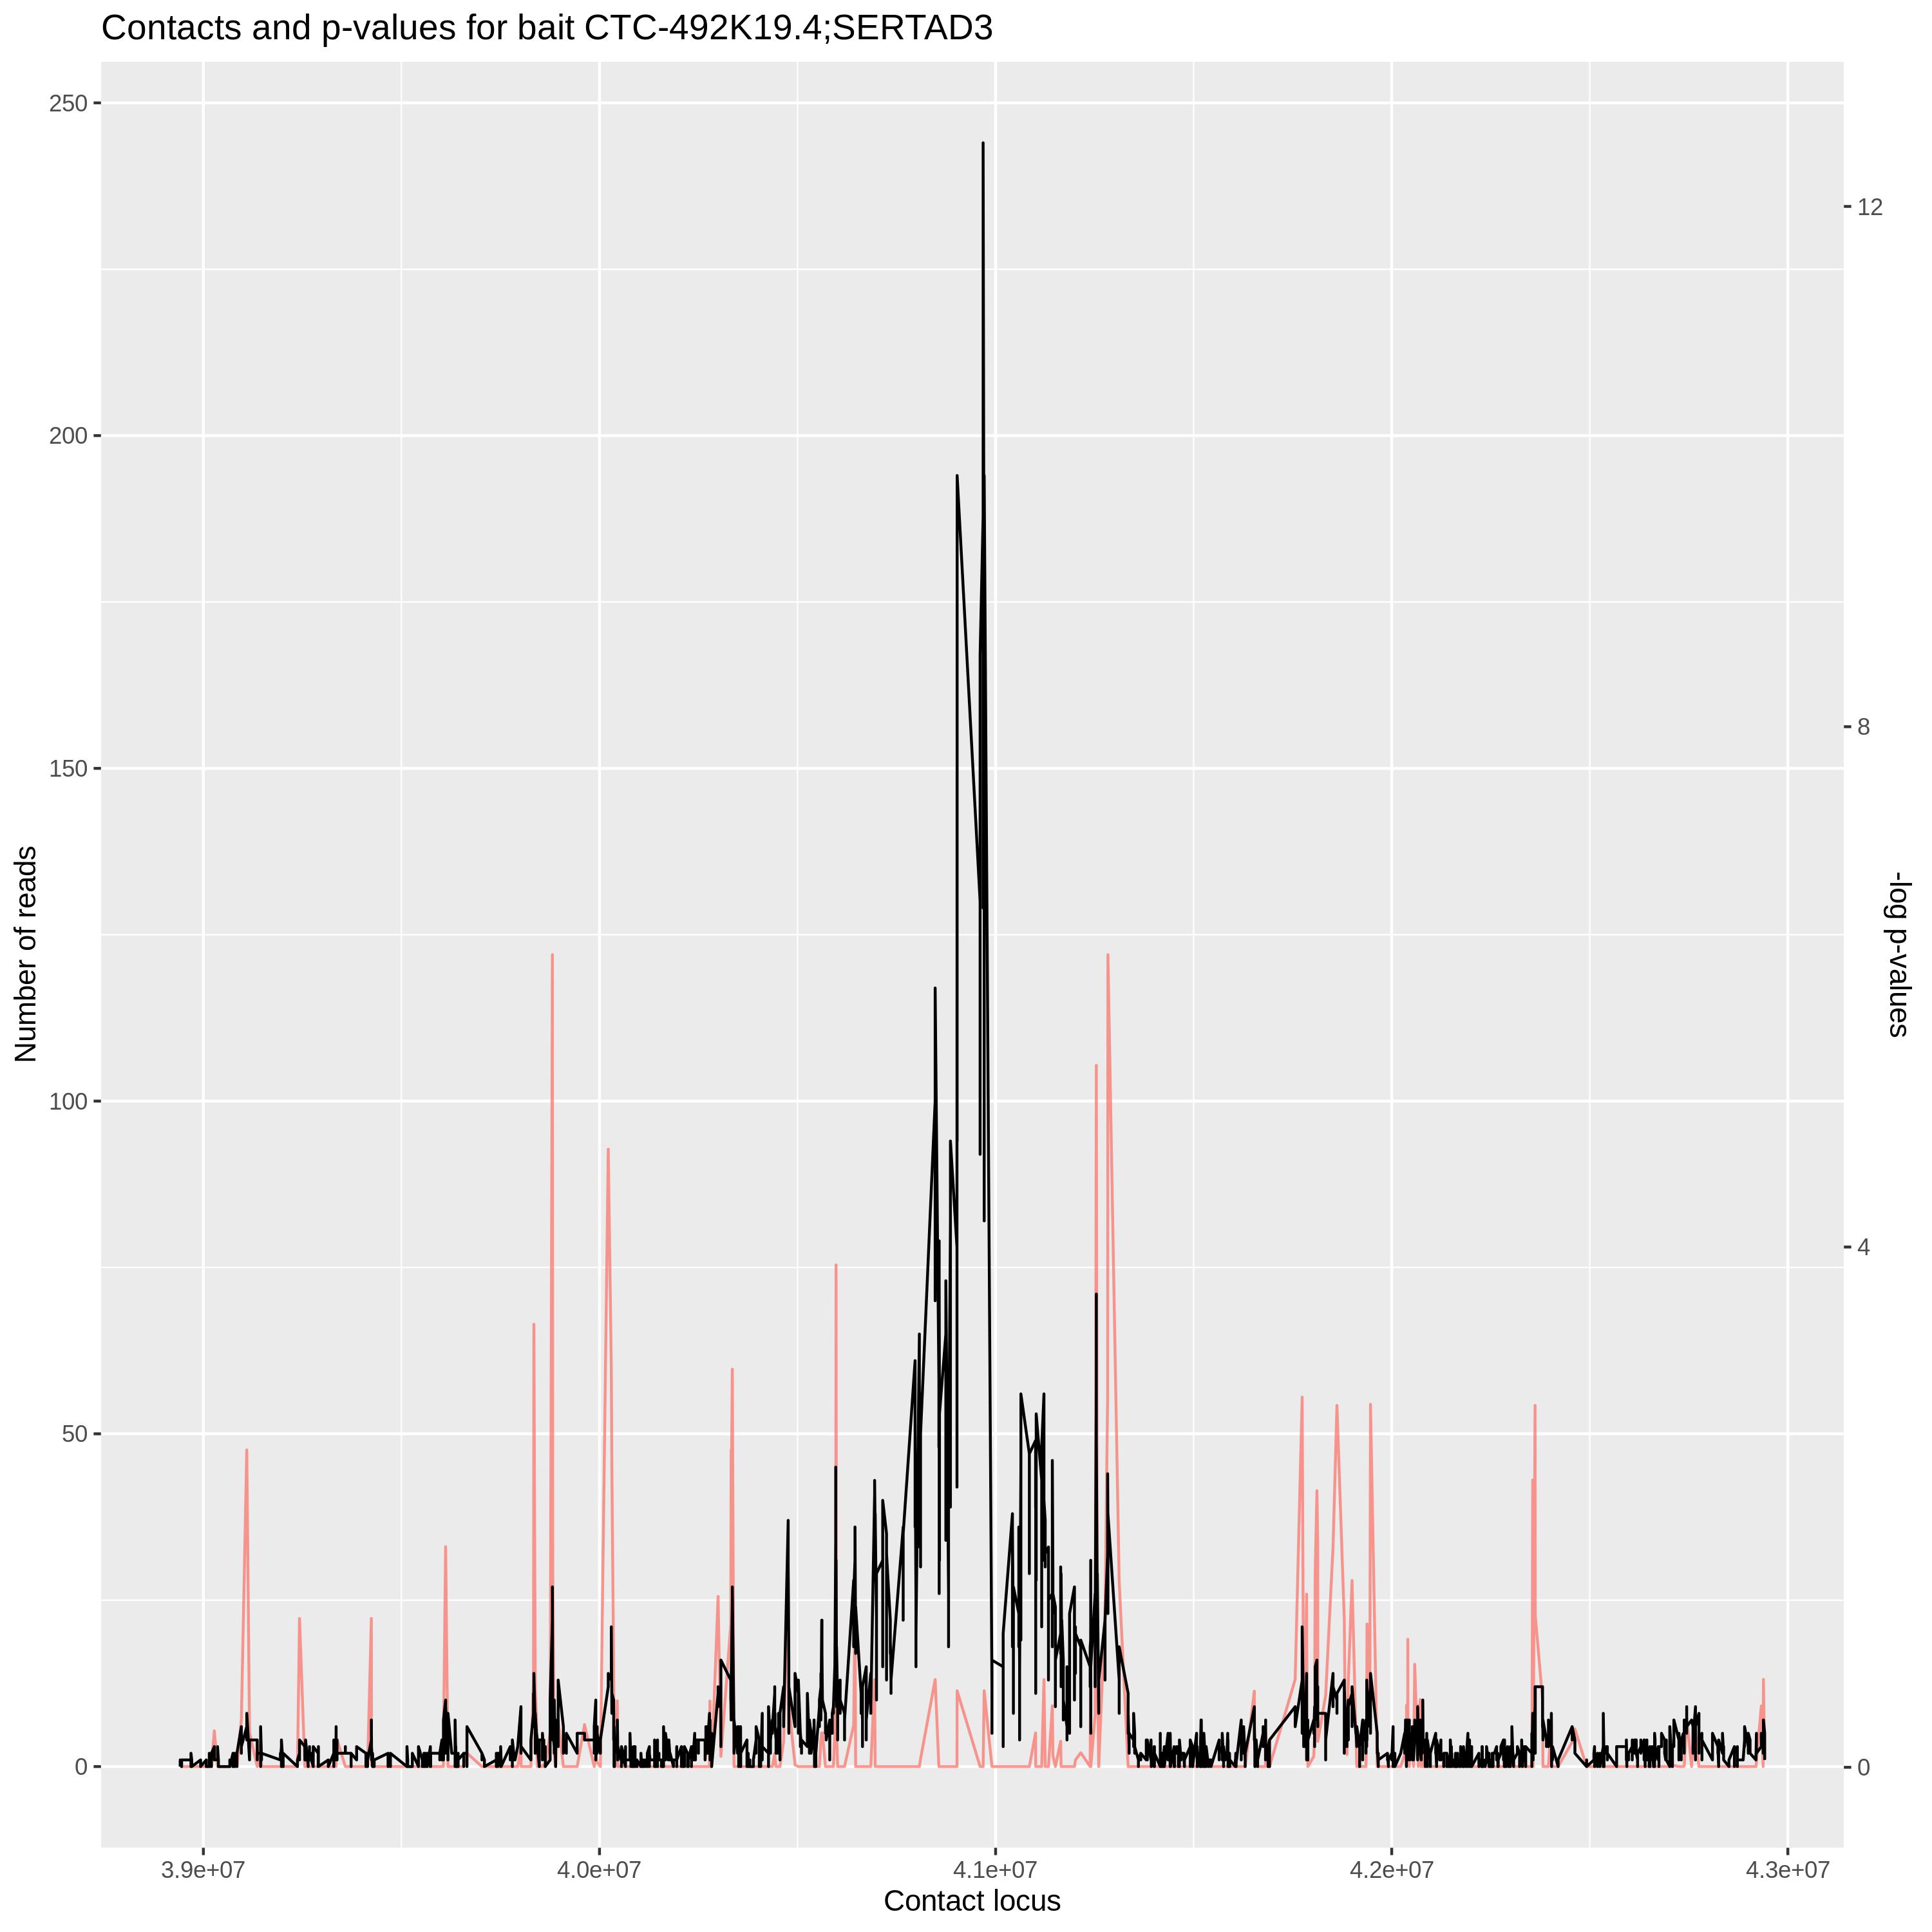 Contacts and p-values for bait CTC-492K19.4;SERTAD3
250
200
150
100
50
0
Number of reads
12
8
4
0
-log p-values
3.9e+07 4.0e+07 4.1e+07 4.2e+07 4.3e+07
Contact locus